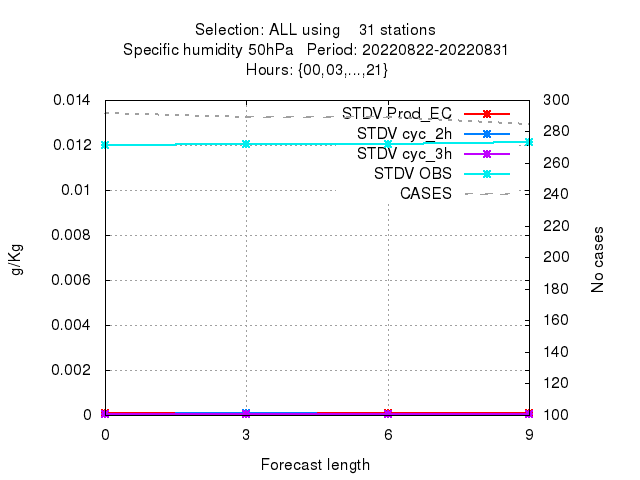 Selection: ALL using    31 stations
Specific humidity 50hPa   Period: 20220822-20220831
Hours: {00,03,...,21}
0.014
0.012
0.01
0.008
0.006
0.004
0.002
0
300
280
260
240
220
200
180
160
140
120
100
STDV Prod_EC
STDV cyc_2h
STDV cyc_3h
STDV OBS
CASES
g/Kg
No cases
0 3 6 9
Forecast length